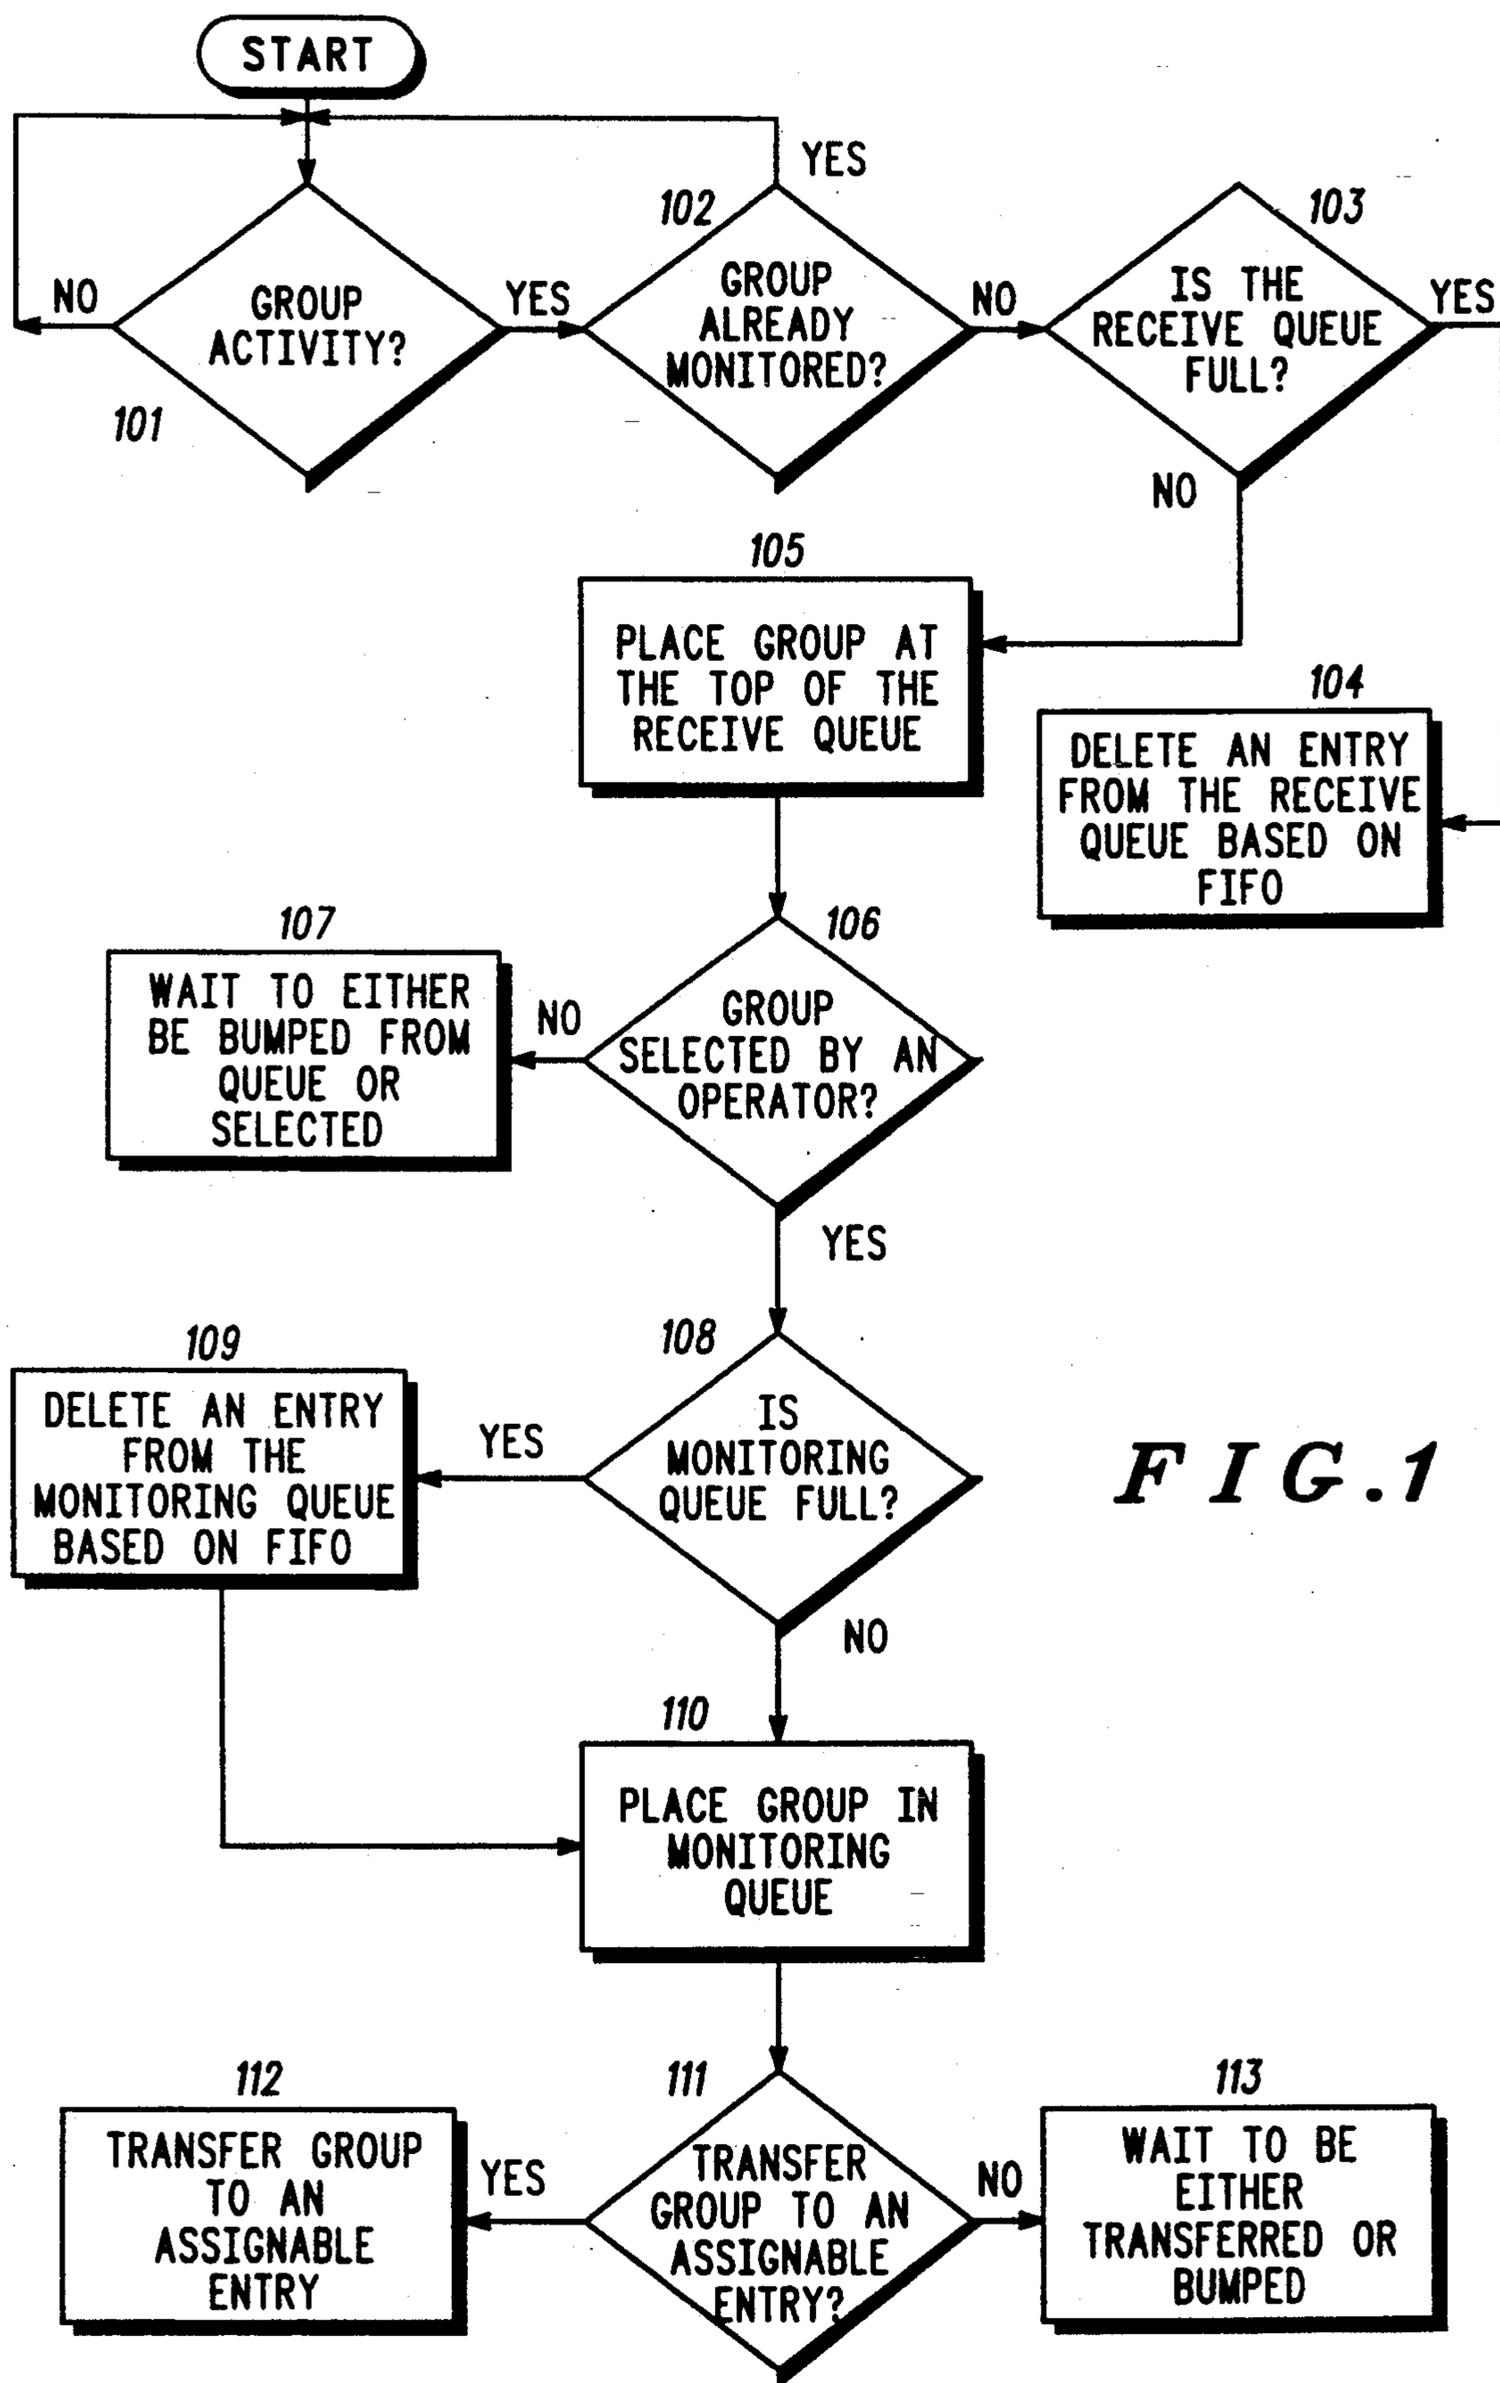 START
YES
102
103
NO
GROUP
ACTIVITY?
YES
GROUP
ALREADY
MONITORED?
NO
IS THE
RECEIVE QUEUE
FULL?
YES
101
NO
105
PLACE GROUP AT
THE TOP OF THE
RECEIVE QUEUE
104
DELETE AN ENTRY
FROM THE RECEIVE
QUEUE BASED ON
FIFO
107
WAIT TO EITHER
BE BUMPED FROM
QUEUE OR
SELECTED
NO
106
GROUP
SELECTED BY AN
OPERATOR?
YES
109
DELETE AN ENTRY
FROM THE
MONITORING QUEUE
BASED ON FIFO
YES
108
IS
MONITORING
QUEUE FULL?
FIG.1
NO
110
PLACE GROUP IN
MONITORING
QUEUE
112
TRANSFER GROUP
TO AN
ASSIGNABLE
ENTRY
YES
111
TRANSFER
GROUP TO AN
ASSIGNABLE
ENTRY?
NO
113
WAIT TO BE
EITHER
TRANSFERRED OR
BUMPED